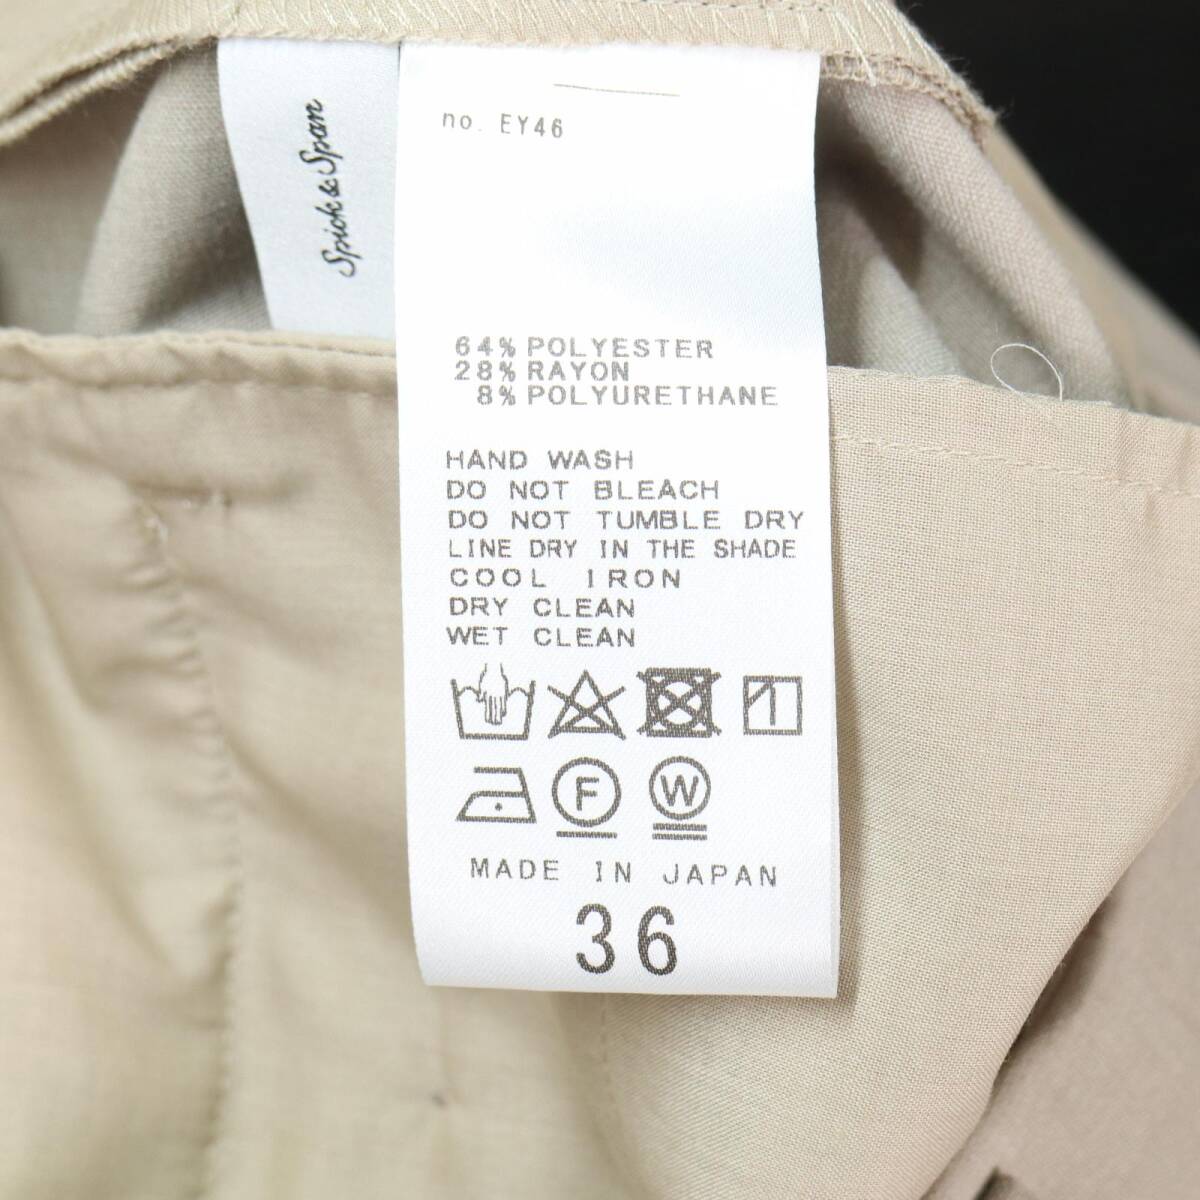 Spick & Span
no. EY46
64% POLYESTER
28% RAYON
8% POLYURETHANE
HAND WASH
DO NOT BLEACH
DO NOT TUMBLE DRY
LINE DRY IN THE SHADE
COOL IRON
DRY CLEAN
WET CLEAN
F W
MADE IN JAPAN
36